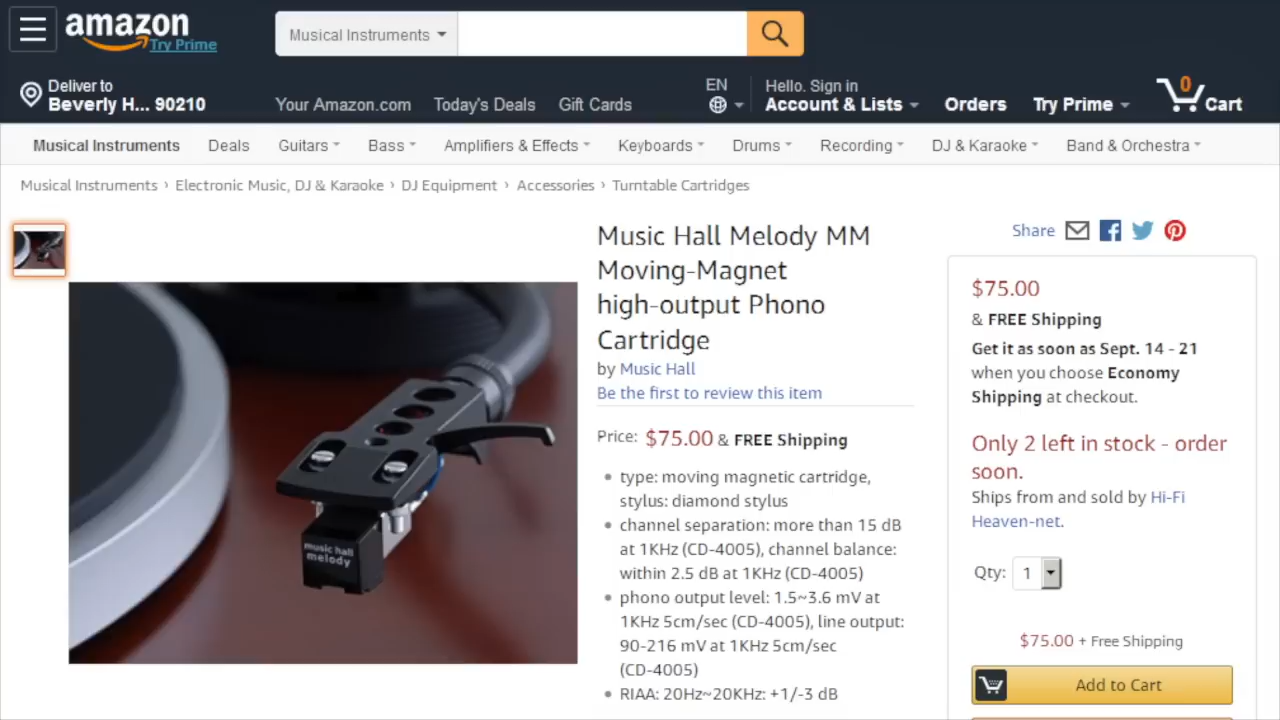 amazon
Try Prime
Musical Instruments
Deliver to
Beverly H... 90210
Your Amazon.com
Today's Deals
Gift Cards
EN
Hello. Sign in
Account & Lists
Orders
Try Prime
0
Cart
Musical Instruments
Deals
Guitars
Bass
Amplifiers & Effects
Keyboards
Drums
Recording
DJ & Karaoke
Band & Orchestra
Musical Instruments › Electronic Music, DJ & Karaoke › DJ Equipment › Accessories › Turntable Cartridges
music hall
melody
Music Hall Melody MM
Moving-Magnet
high-output Phono
Cartridge
by Music Hall
Be the first to review this item
Price: $75.00 & FREE Shipping
• type: moving magnetic cartridge,
stylus: diamond stylus
• channel separation: more than 15 dB
at 1KHz (CD-4005), channel balance:
within 2.5 dB at 1KHz (CD-4005)
• phono output level: 1.5~3.6 mV at
1KHz 5cm/sec (CD-4005), line output:
90-216 mV at 1KHz 5cm/sec
(CD-4005)
• RIAA: 20Hz~20KHz: +1/-3 dB
Share
$75.00
& FREE Shipping
Get it as soon as Sept. 14 - 21
when you choose Economy
Shipping at checkout.
Only 2 left in stock - order
soon.
Ships from and sold by Hi-Fi
Heaven-net.
Qty: 1
$75.00 + Free Shipping
Add to Cart